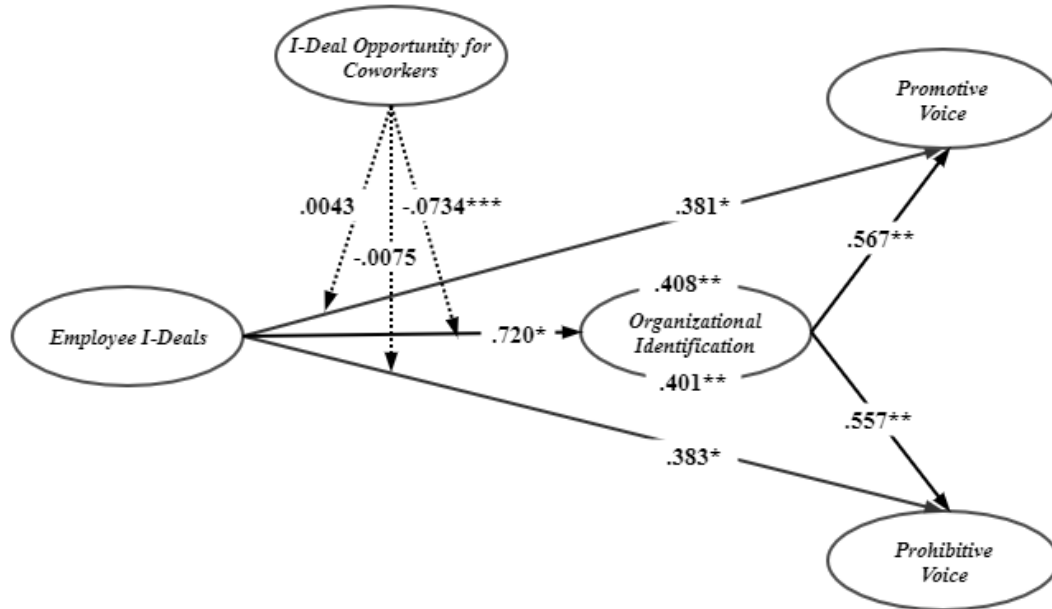 I-Deal Opportunity for
Coworkers
Promotive
Voice
.0043
-.0734***
.381*
-.0075
.567**
.408**
Employee I-Deals
.720*
Organizational
Identification
.401**
.557**
.383*
Prohibitive
Voice